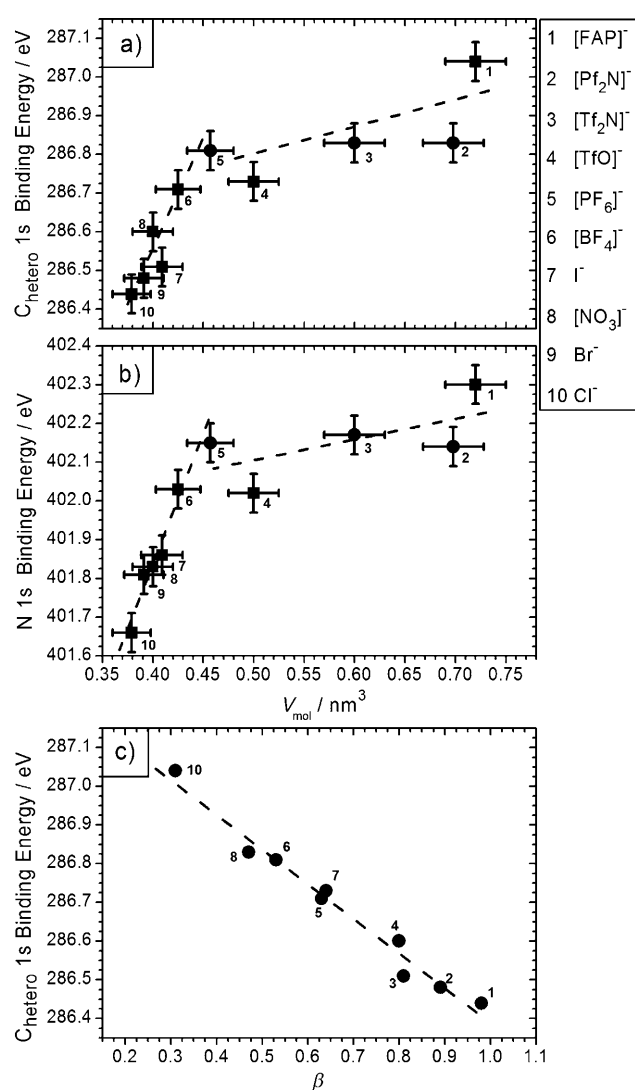 a)
C_hetero 1s Binding Energy / eV
287.1
287.0
286.9
286.8
286.7
286.6
286.5
286.4
1
2
3
4
5
6
7
8
9
10
b)
N 1s Binding Energy / eV
402.4
402.3
402.2
402.1
402.0
401.9
401.8
401.7
401.6
1
2
3
4
5
6
7
8
9
10
0.35 0.40 0.45 0.50 0.55 0.60 0.65 0.70 0.75
V_mol / nm³
1 [FAP]⁻
2 [Pf₂N]⁻
3 [Tf₂N]⁻
4 [TfO]⁻
5 [PF₆]⁻
6 [BF₄]⁻
7 I⁻
8 [NO₃]⁻
9 Br⁻
10 Cl⁻
c)
C_hetero 1s Binding Energy / eV
287.1
287.0
286.9
286.8
286.7
286.6
286.5
286.4
10
8
6
7
5
4
3
2
1
0.2 0.3 0.4 0.5 0.6 0.7 0.8 0.9 1.0 1.1
β